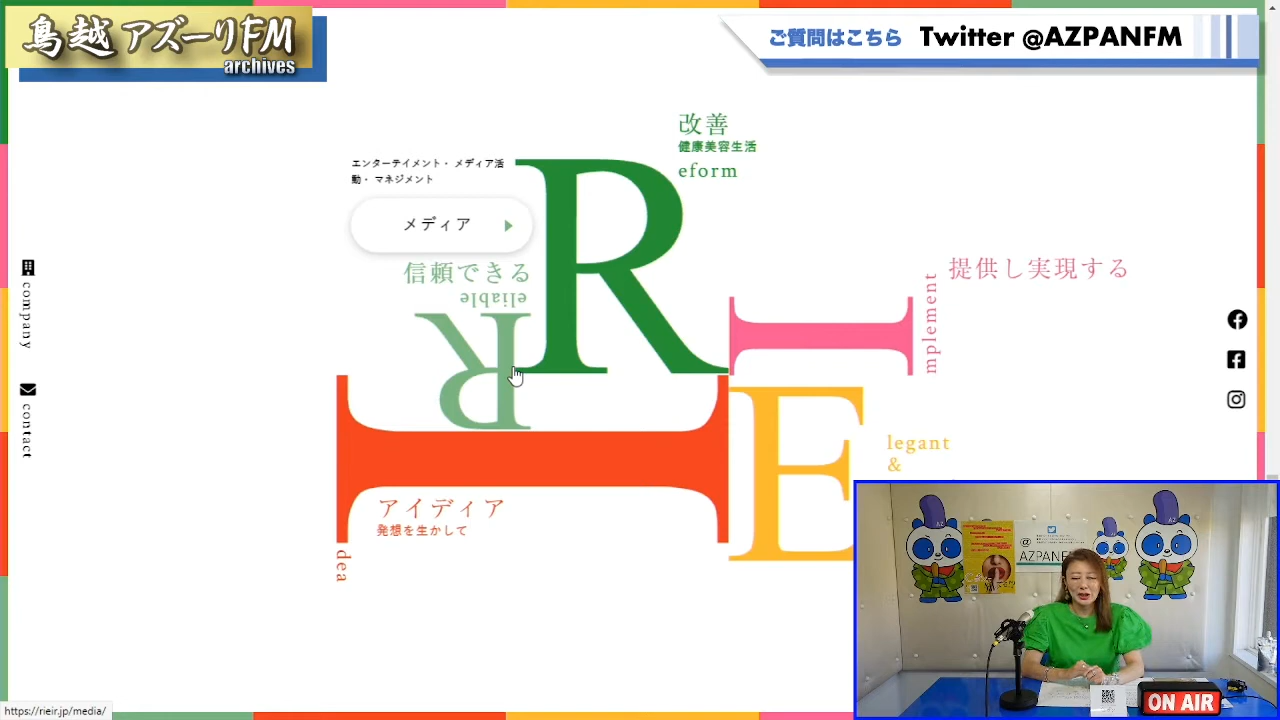 鳥越アズーリFM
archives
ご質問はこちら Twitter @AZPANFM
改善
健康美容生活
eform
エンターテイメント・ メディア活
動・ マネジメント
メディア
R
信頼できる
eliable
R
提供し実現する
mplement
I
company
contact
E
legant
&
I
アイディア
発想を生かして
dea
@
AZPANF
ON AIR
https://rieir.jp/media/